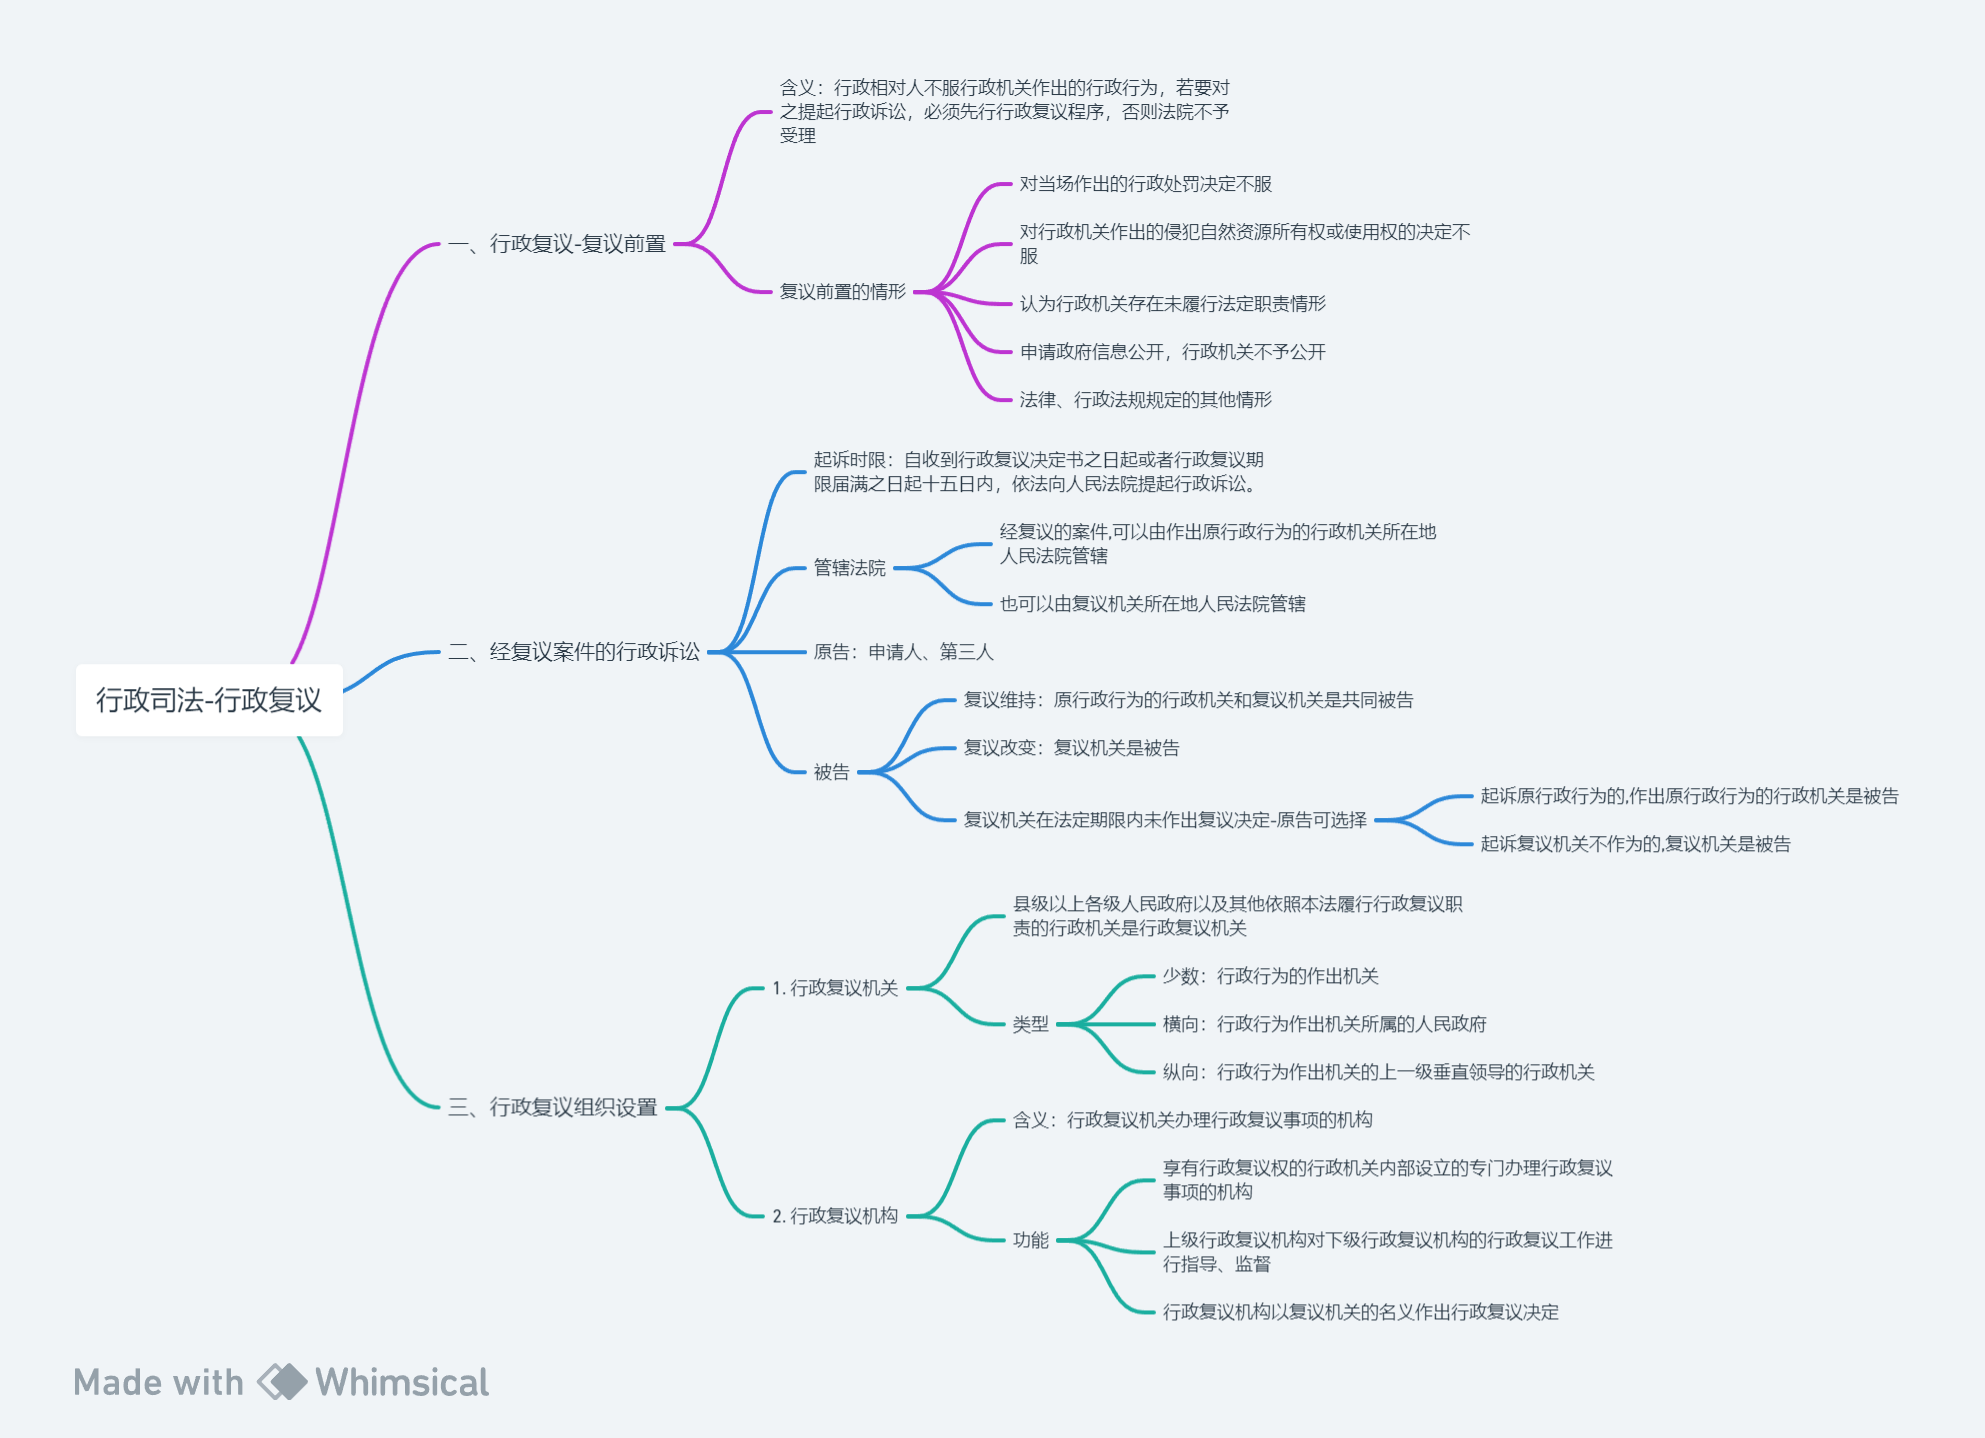 含义：行政相对人不服行政机关作出的行政行为，若要对
之提起行政诉讼，必须先行行政复议程序，否则法院不予
受理
对当场作出的行政处罚决定不服
对行政机关作出的侵犯自然资源所有权或使用权的决定不
服
一、行政复议-复议前置
复议前置的情形
认为行政机关存在未履行法定职责情形
申请政府信息公开，行政机关不予公开
法律、行政法规规定的其他情形
起诉时限：自收到行政复议决定书之日起或者行政复议期
限届满之日起十五日内，依法向人民法院提起行政诉讼。
经复议的案件,可以由作出原行政行为的行政机关所在地
人民法院管辖
管辖法院
也可以由复议机关所在地人民法院管辖
二、经复议案件的行政诉讼
原告：申请人、第三人
行政司法-行政复议
复议维持：原行政行为的行政机关和复议机关是共同被告
复议改变：复议机关是被告
被告
复议机关在法定期限内未作出复议决定-原告可选择
起诉原行政行为的,作出原行政行为的行政机关是被告
起诉复议机关不作为的,复议机关是被告
县级以上各级人民政府以及其他依照本法履行行政复议职
责的行政机关是行政复议机关
1. 行政复议机关
少数：行政行为的作出机关
类型
横向：行政行为作出机关所属的人民政府
纵向：行政行为作出机关的上一级垂直领导的行政机关
三、行政复议组织设置
含义：行政复议机关办理行政复议事项的机构
享有行政复议权的行政机关内部设立的专门办理行政复议
事项的机构
2. 行政复议机构
功能
上级行政复议机构对下级行政复议机构的行政复议工作进
行指导、监督
行政复议机构以复议机关的名义作出行政复议决定
Made with Whimsical